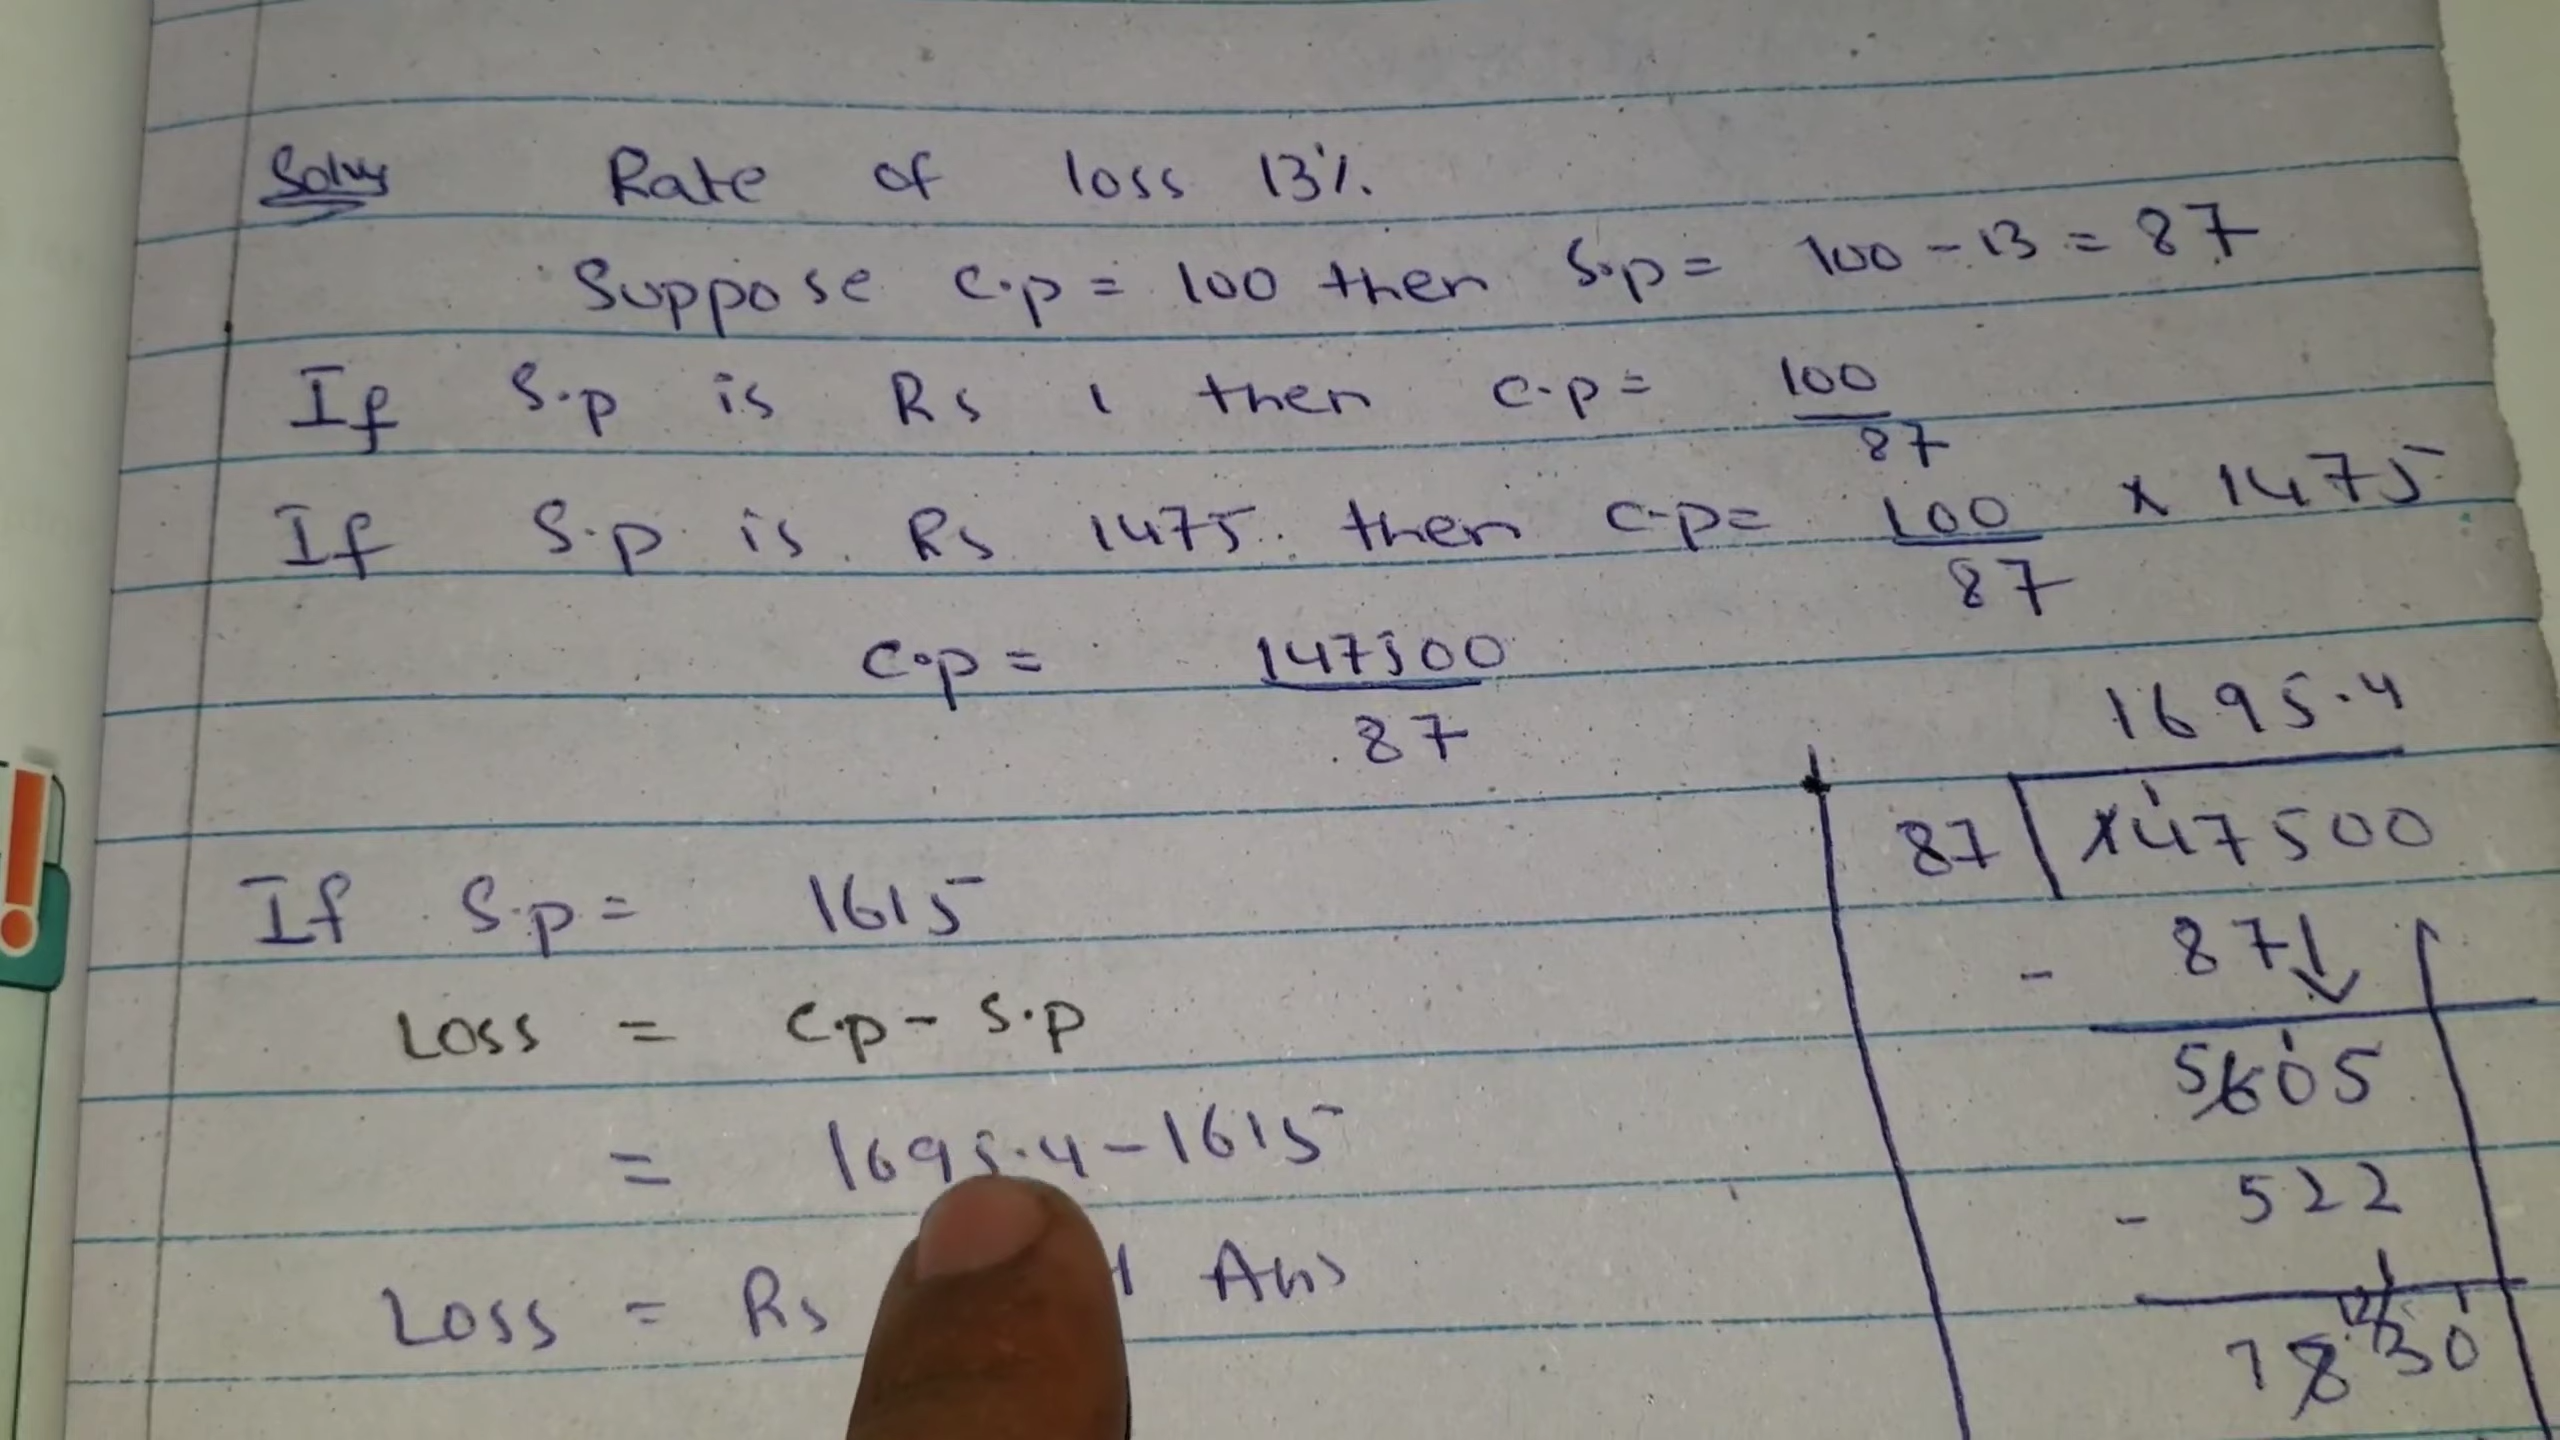 Rate of loss 13%.
Suppose C.p = 100 then S.p = 100 - 13 = 87
If S.p is Rs 1 then C.p = 100
87
If S.p is Rs 1475 then C.p = 100 x 1475
87
C.p = 147500
87
If S.p = 1615
Loss = C.p - S.p
= 1695.4 - 1615
Loss = Rs Ans
1695.4
87 147500
- 87
5605
- 522
7830